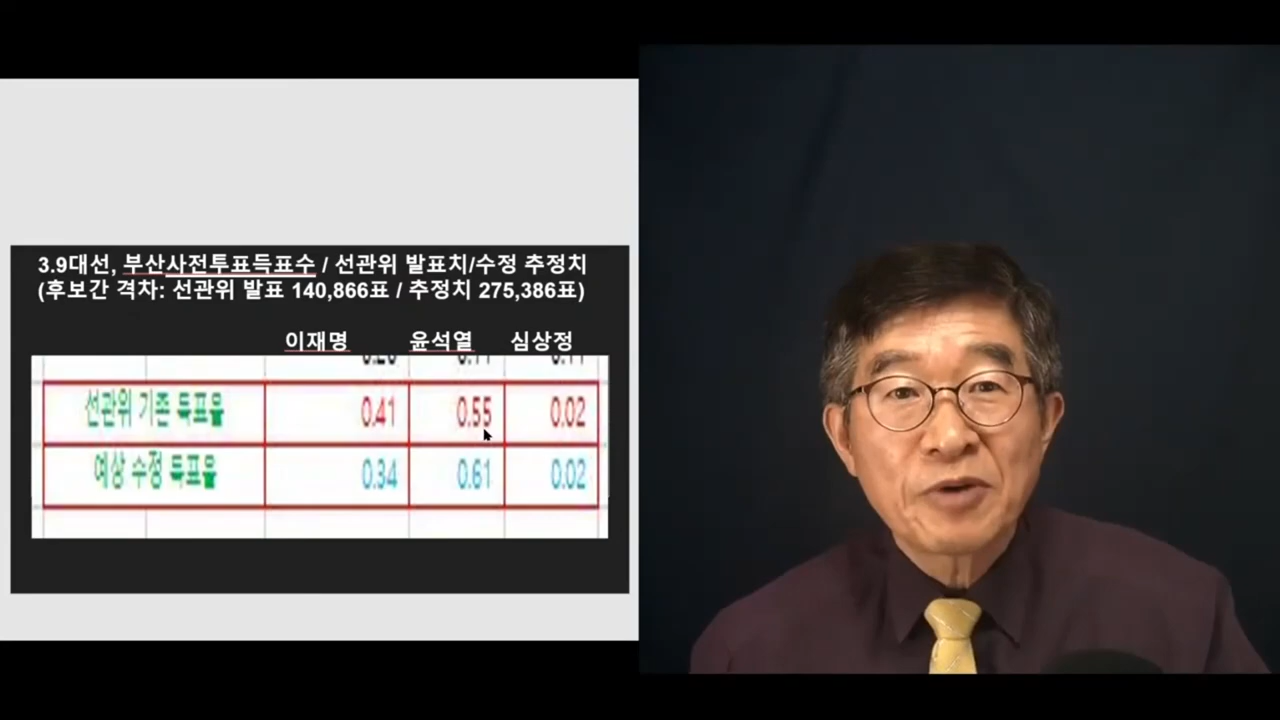 3.9대선, 부산사전투표득표수 / 선관위 발표치/수정 추정치
(후보간 격차: 선관위 발표 140,866표 / 추정치 275,386표)
이재명 윤석열 심상정
선관위 기존 득표율 0.41 0.55 0.02
예상 수정 득표율 0.34 0.61 0.02